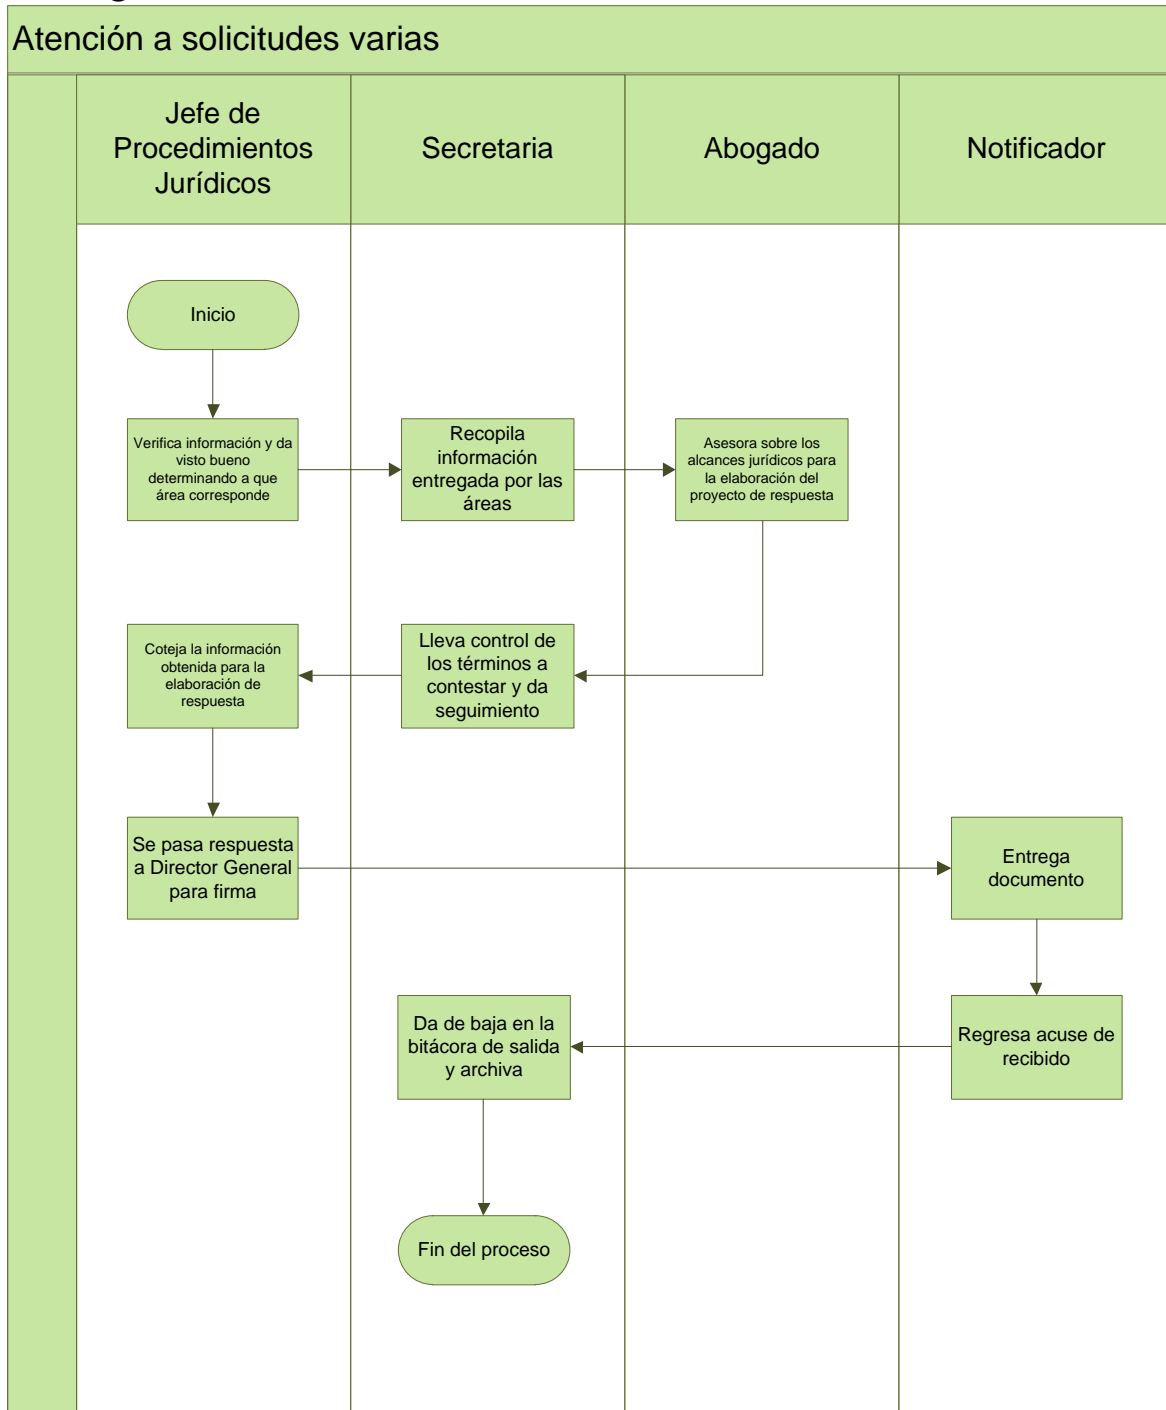 Atención a solicitudes varias
Jefe de
Procedimientos
Jurídicos
Secretaria
Abogado
Notificador
Inicio
Verifica información y da
visto bueno
determinando a que
área corresponde
Recopila
información
entregada por las
áreas
Asesora sobre los
alcances jurídicos para
la elaboración del
proyecto de respuesta
Coteja la información
obtenida para la
elaboración de
respuesta
Lleva control de
los términos a
contestar y da
seguimiento
Se pasa respuesta
a Director General
para firma
Entrega
documento
Da de baja en la
bitácora de salida
y archiva
Regresa acuse de
recibido
Fin del proceso